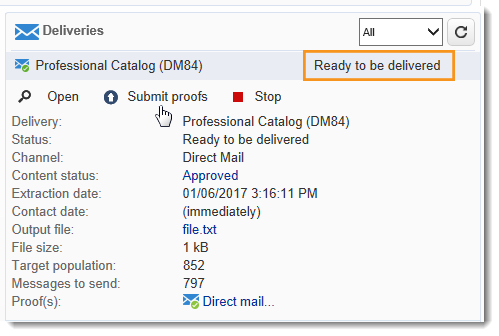 Deliveries All
Professional Catalog (DM84) Ready to be delivered
Open Submit proofs Stop
Delivery: Professional Catalog (DM84)
Status: Ready to be delivered
Channel: Direct Mail
Content status: Approved
Extraction date: 01/06/2017 3:16:11 PM
Contact date: (immediately)
Output file: file.txt
File size: 1 kB
Target population: 852
Messages to send: 797
Proof(s): Direct mail...